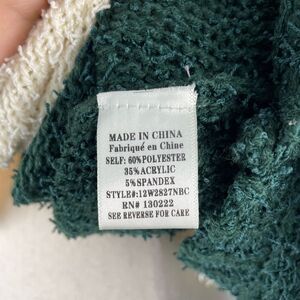 MADE IN CHINA
Fabriqué en Chine
SELF: 60%POLYESTER
35%ACRYLIC
5%SPANDEX
STYLE#:12W2827NBC
RN# 130222
SEE REVERSE FOR CARE